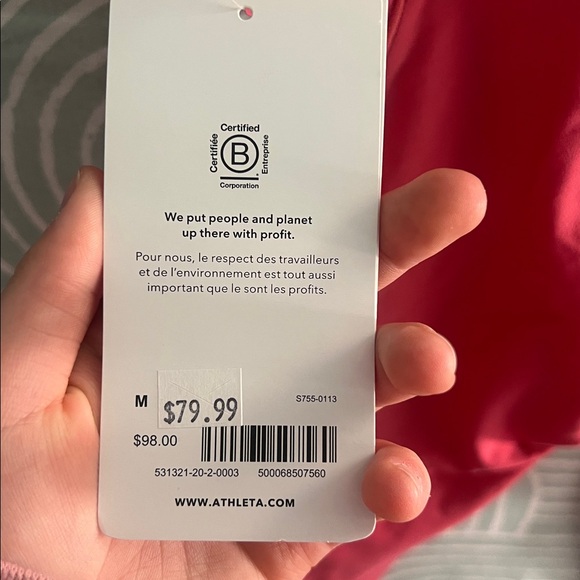 Certified
Certifiée
B
Entreprise
Corporation
We put people and planet
up there with profit.
Pour nous, le respect des travailleurs
et de l'environnement est tout aussi
important que le sont les profits.
M
S755-0113
$79.99
$98.00
531321-20-2-0003 500068507560
WWW.ATHLETA.COM